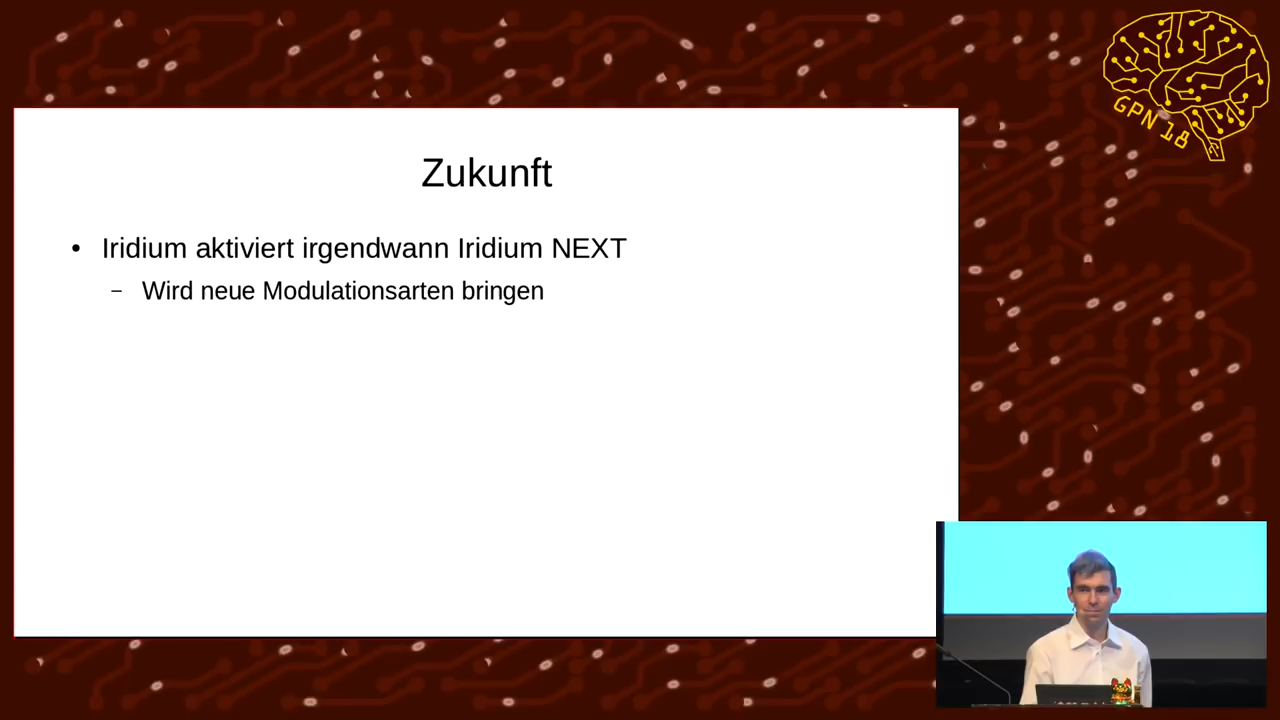 GPN 18
Zukunft
• Iridium aktiviert irgendwann Iridium NEXT
– Wird neue Modulationsarten bringen